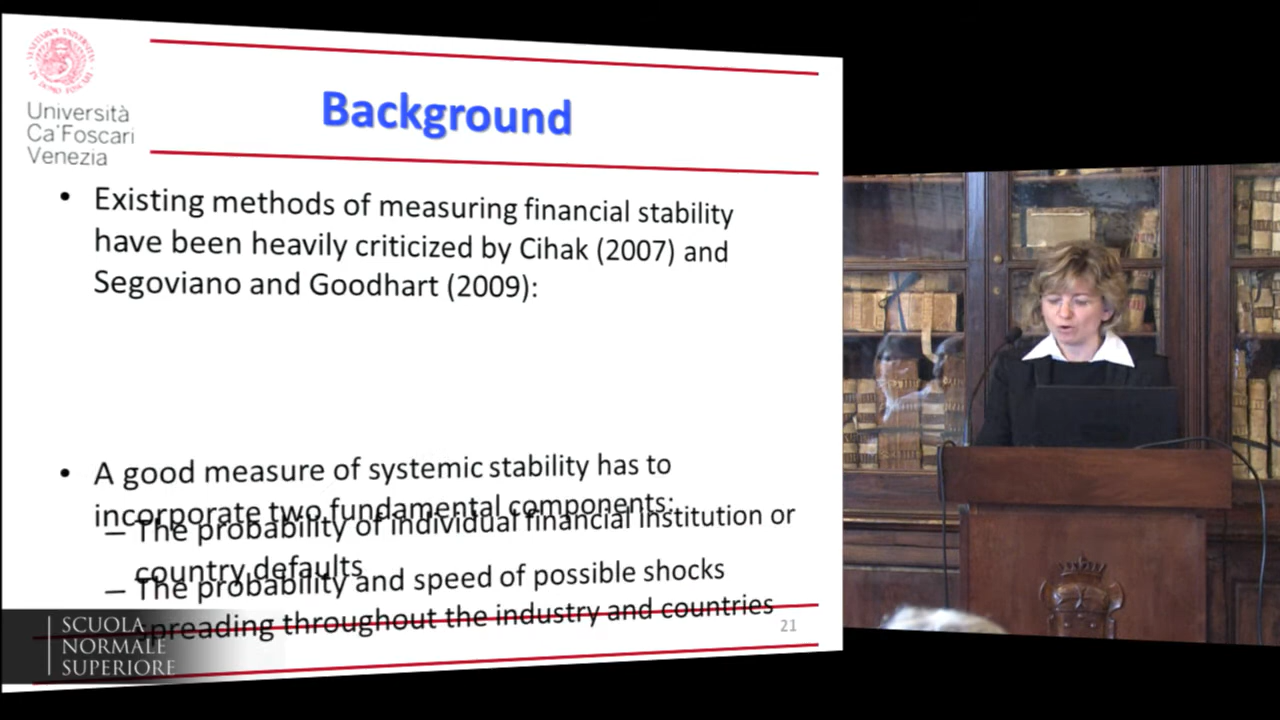 Università
Ca'Foscari
Venezia
Background
• Existing methods of measuring financial stability
have been heavily criticized by Cihak (2007) and
Segoviano and Goodhart (2009):
• A good measure of systemic stability has to
incorporate two fundamental components:
– The probability of individual financial institution or
country defaults
– The probability and speed of possible shocks
spreading throughout the industry and countries
21
SCUOLA
NORMALE
SUPERIORE